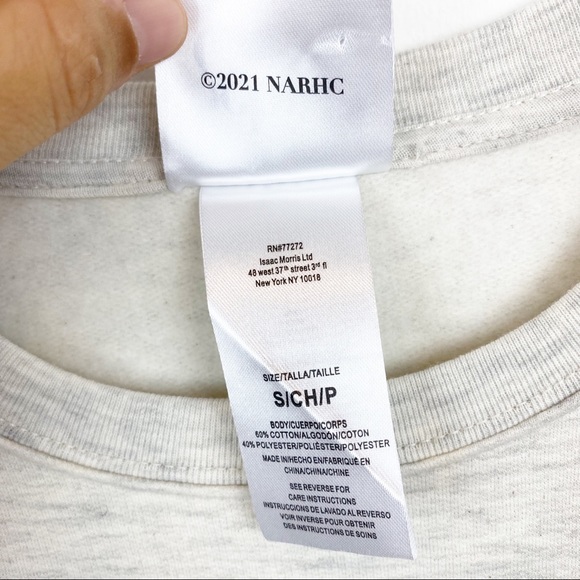 ©2021 NARHC
RN#77272
Isaac Morris Ltd
48 west 37th street 3rd fl
New York NY 10018
SIZE/TALLA/TAILLE
S/CH/P
BODY/CUERPO/CORPS
60% COTTON/ALGODÓN/COTON
40% POLYESTER/POLIÉSTER/POLYESTER
MADE IN/HECHO EN/FABRIQUÉ EN
CHINA/CHINA/CHINE
SEE REVERSE FOR
CARE INSTRUCTIONS
INSTRUCCIONES DE LAVADO AL REVERSO
VOIR INVERSE POUR OBTENIR
DES INSTRUCTIONS DE SOINS